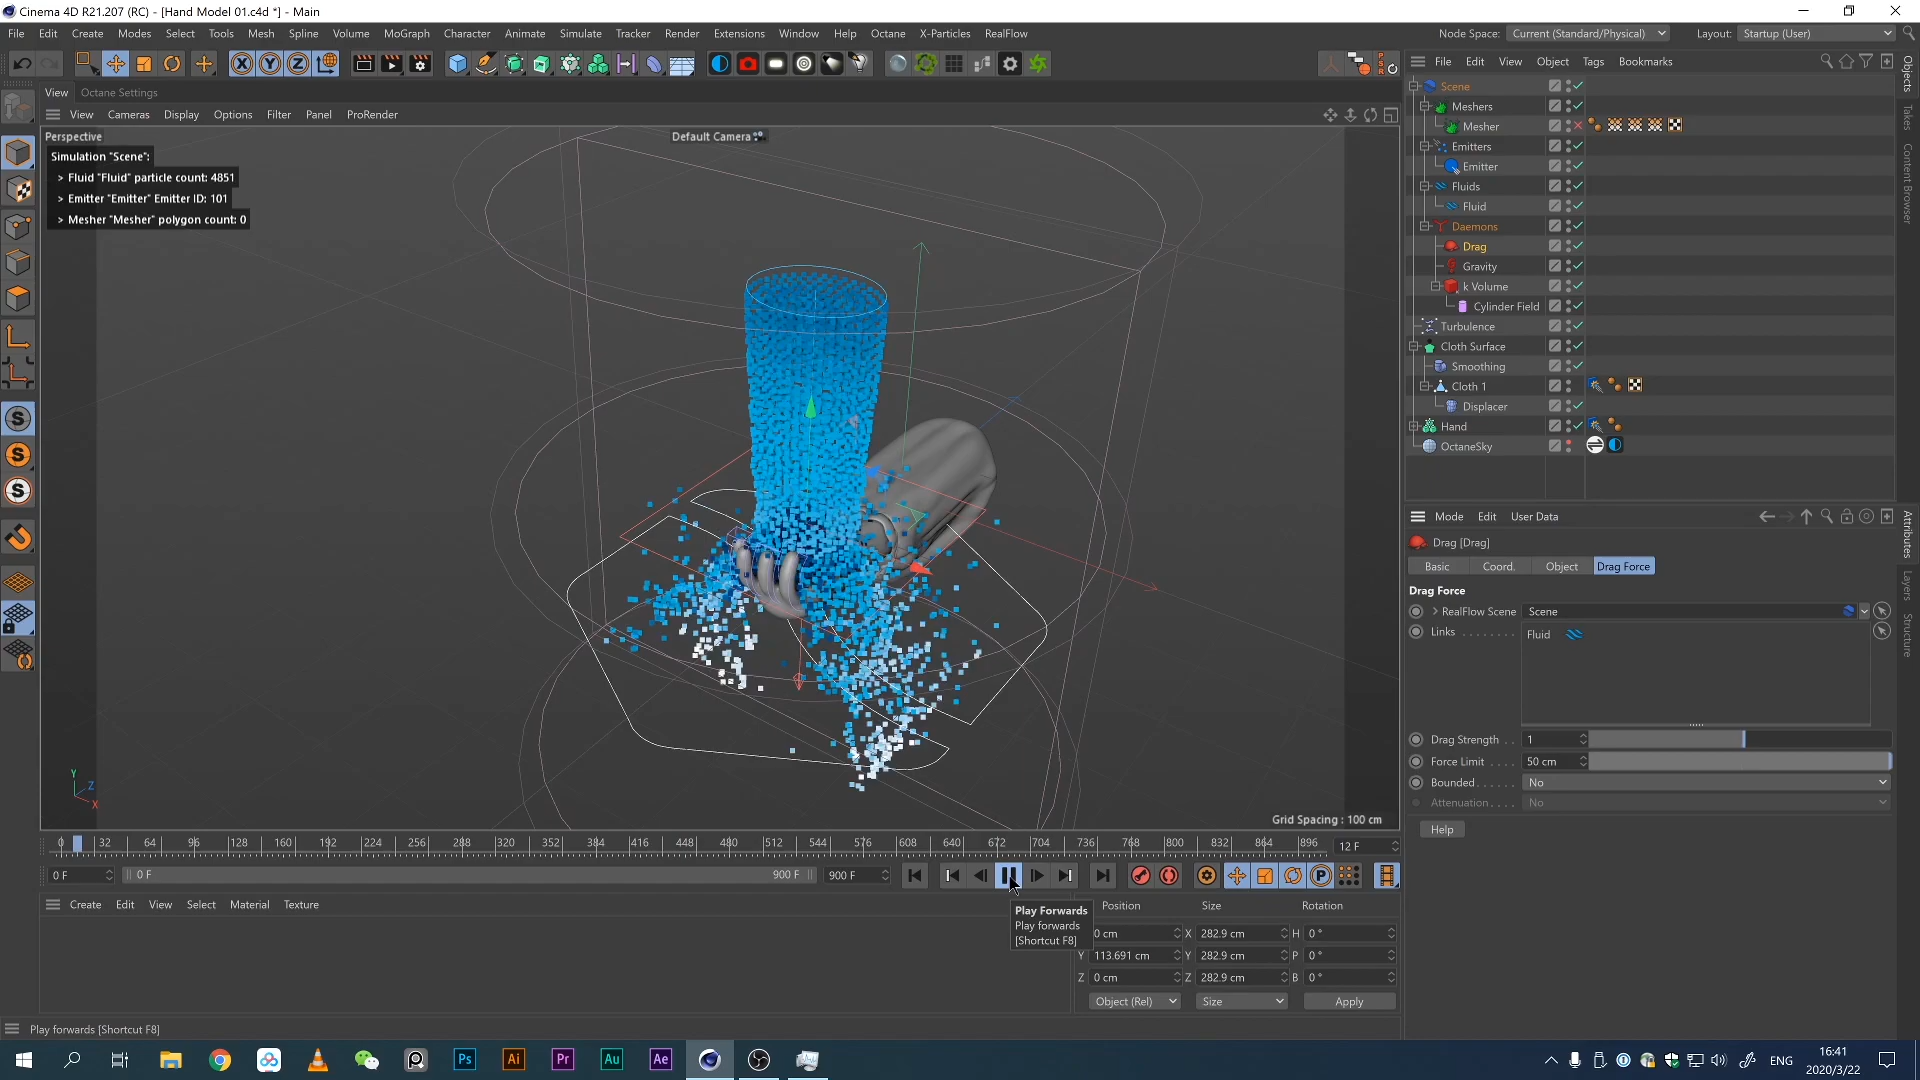 Cinema 4D R21.207 (RC) - [Hand Model 01.c4d *] - Main
File Edit Create Modes Select Tools Mesh Spline Volume MoGraph Character Animate Simulate Tracker Render Extensions Window Help Octane X-Particles RealFlow
Node Space: Current (Standard/Physical) Layout: Startup (User)
View Octane Settings
View Cameras Display Options Filter Panel ProRender
Perspective
Default Camera
Simulation "Scene":
> Fluid "Fluid" particle count: 4851
> Emitter "Emitter" Emitter ID: 101
> Mesher "Mesher" polygon count: 0
Y
Z
X
Grid Spacing : 100 cm
File Edit View Object Tags Bookmarks
Scene
Meshers
Mesher
Emitters
Emitter
Fluids
Fluid
Daemons
Drag
Gravity
k Volume
Cylinder Field
Turbulence
Cloth Surface
Smoothing
Cloth 1
Displacer
Hand
OctaneSky
Objects
Takes
Content Browser
Mode Edit User Data
Drag [Drag]
Basic Coord. Object Drag Force
Drag Force
RealFlow Scene Scene
Links . . . . . . . . Fluid
Drag Strength . . 1
Force Limit . . . . 50 cm
Bounded. . . . . . No
Attenuation. . . . No
Help
Attributes
Layers
Structure
0 32 64 96 128 160 192 224 256 288 320 352 384 416 448 480 512 544 576 608 640 672 704 736 768 800 832 864 896 12 F
0 F 0 F 900 F 900 F
Create Edit View Select Material Texture
Position Size Rotation
0 cm X 282.9 cm H 0 °
Y 113.691 cm Y 282.9 cm P 0 °
Z 0 cm Z 282.9 cm B 0 °
Object (Rel) Size Apply
Play Forwards
Play forwards
[Shortcut F8]
Play forwards [Shortcut F8]
Ps Ai Pr Au Ae
ENG
16:41
2020/3/22